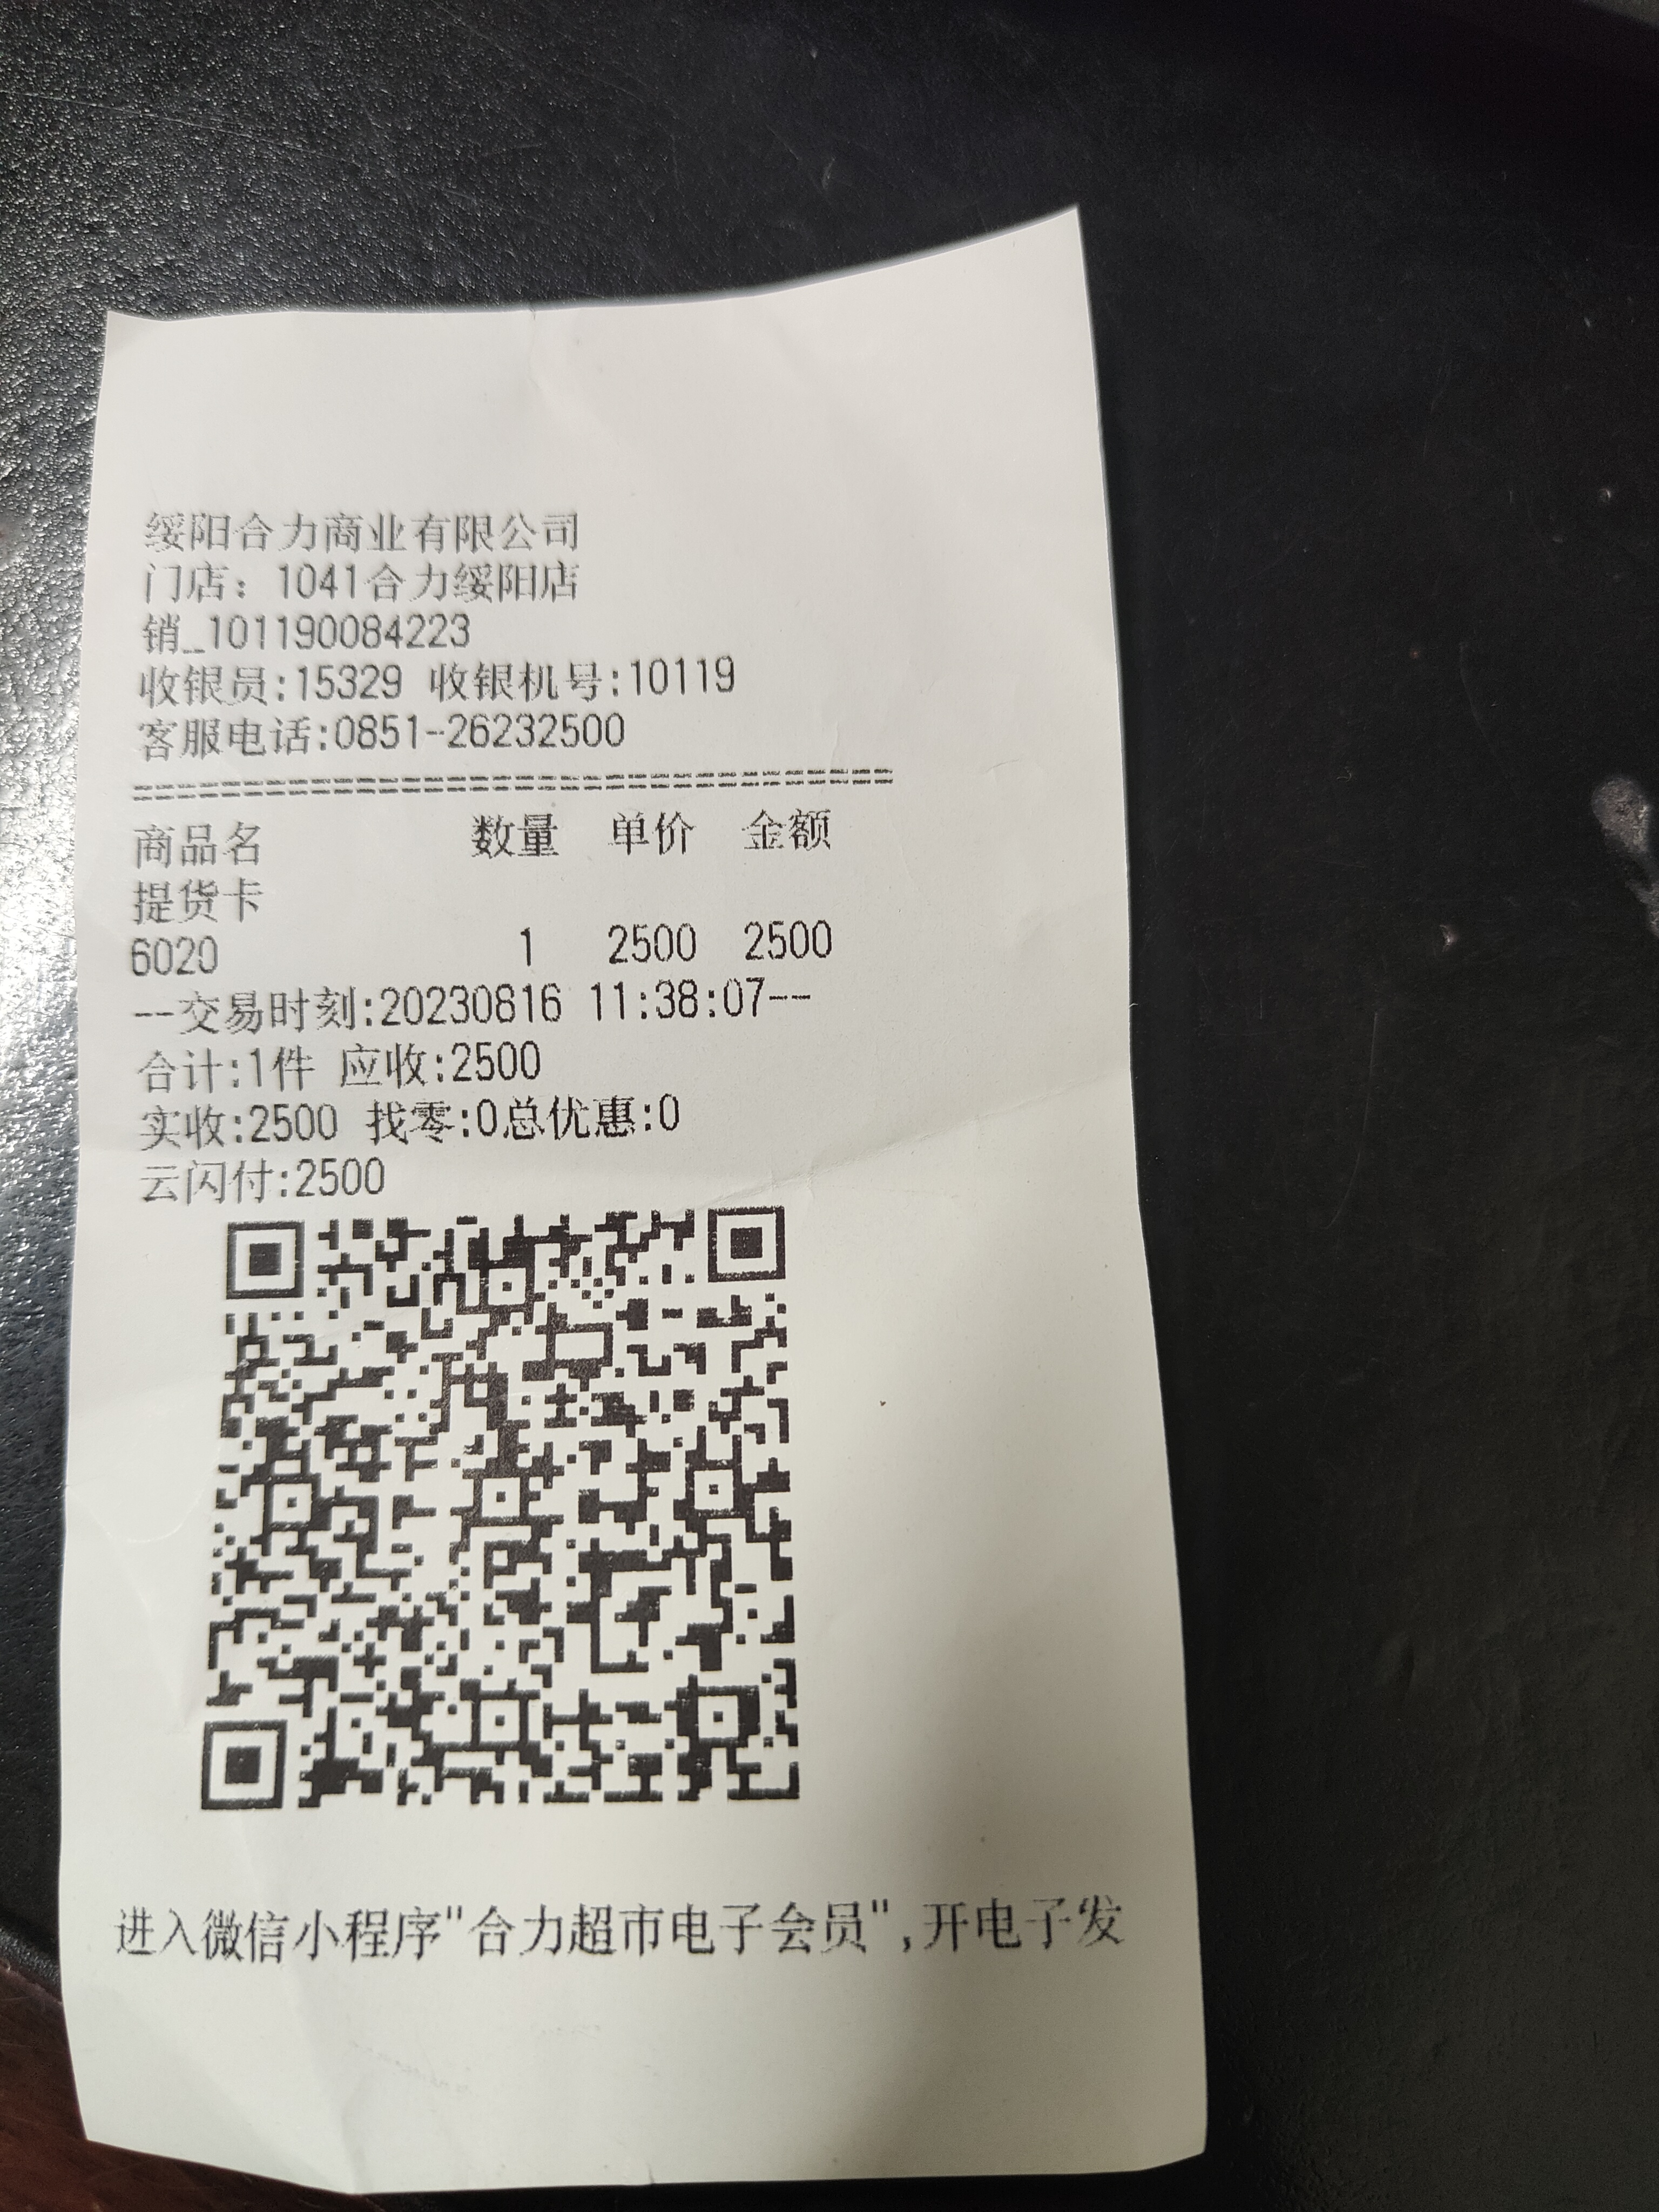 绥阳合力商业有限公司
门店：1041合力绥阳店
销_101190084223
收银员:15329 收银机号:10119
客服电话:0851-26232500
===================================
商品名 数量 单价 金额
提货卡
6020 1 2500 2500
--交易时刻:20230816 11:38:07--
合计:1件 应收:2500
实收:2500 找零:0总优惠:0
云闪付:2500
进入微信小程序"合力超市电子会员",开电子发